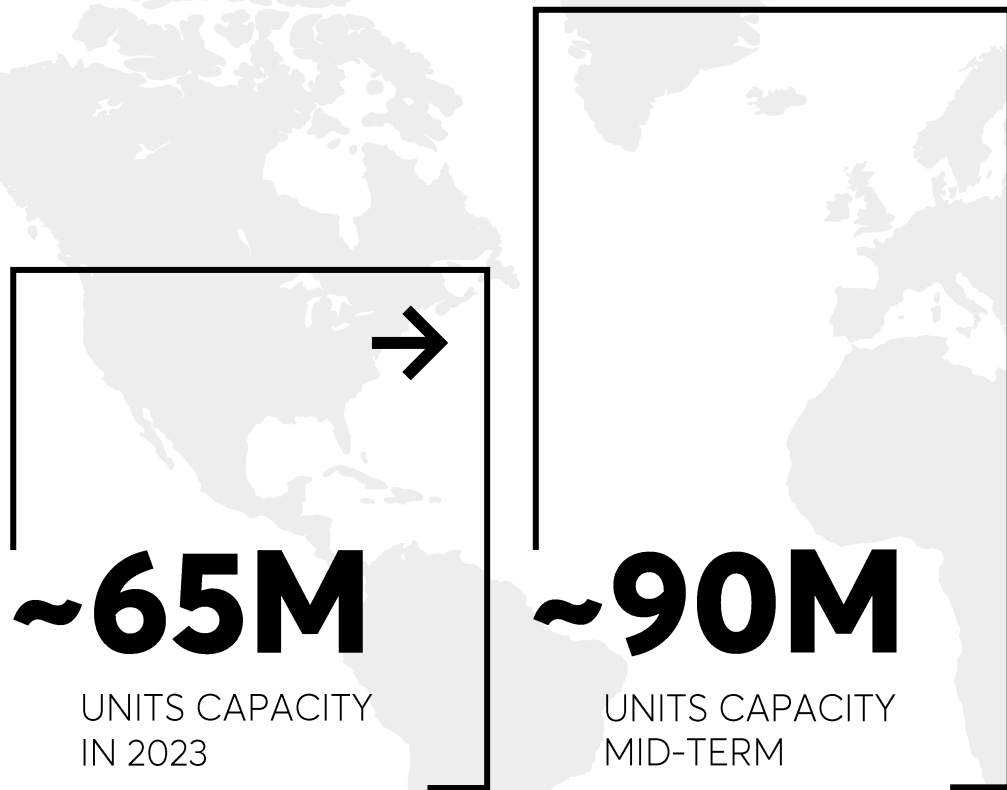 ~65M
UNITS CAPACITY
IN 2023
~90M
UNITS CAPACITY
MID-TERM